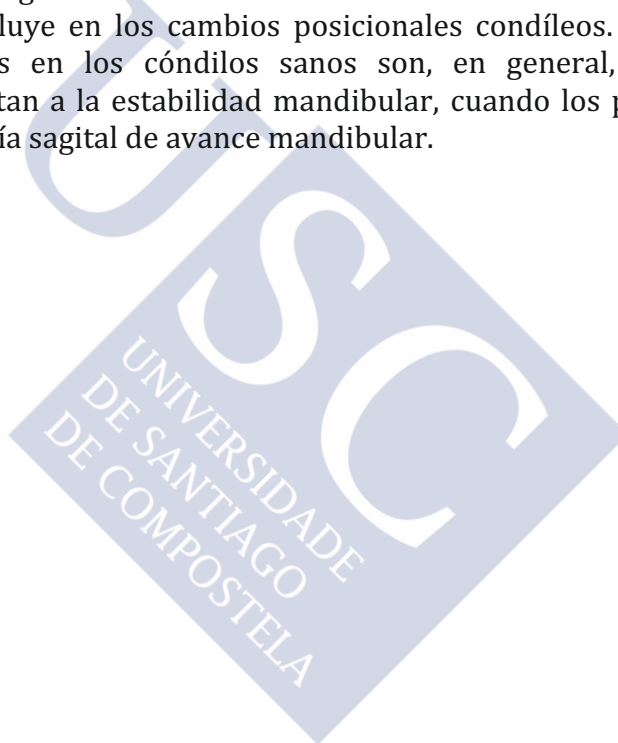 luye en los cambios posicionales condíleos.
s en los cóndilos sanos son, en general,
tan a la estabilidad mandibular, cuando los p
ía sagital de avance mandibular.
USC
UNIVERSIDADE
DE SANTIAGO
DE COMPOSTELA